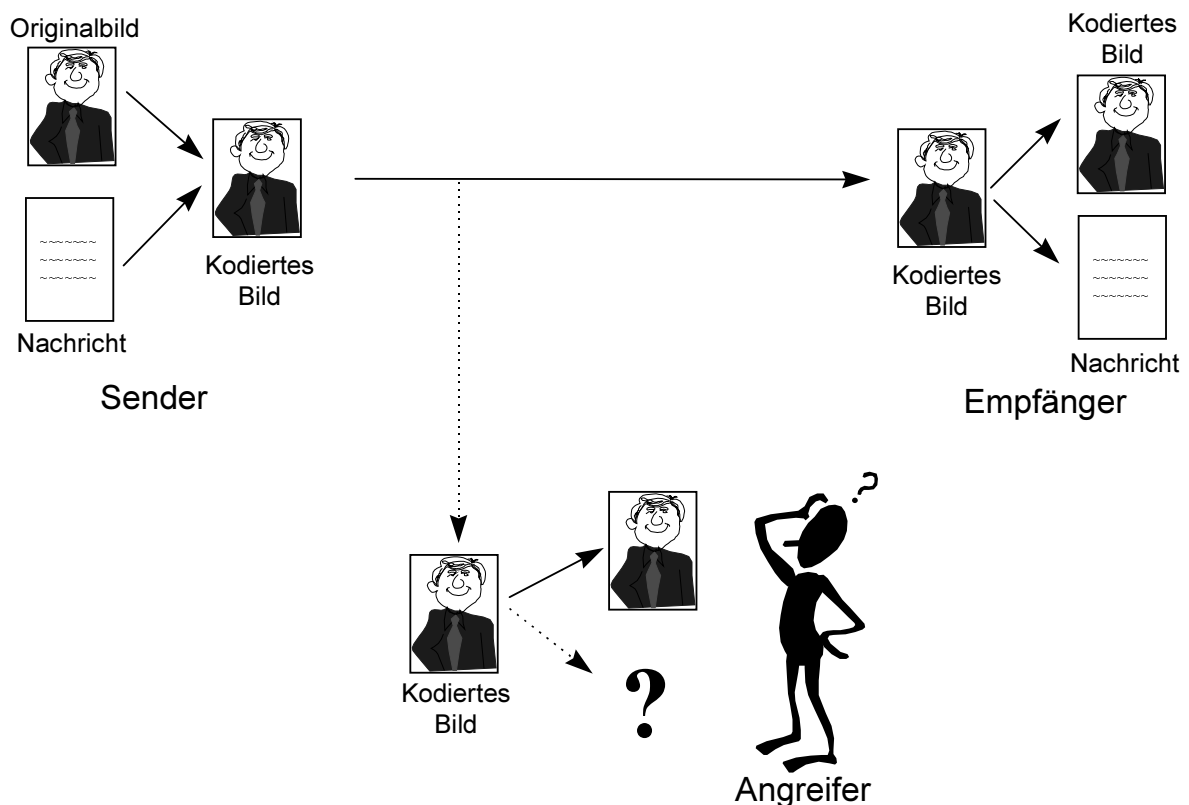 Originalbild
Nachricht
Kodiertes
Bild
Sender
Kodiertes
Bild
Kodiertes
Bild
Nachricht
Empfänger
Kodiertes
Bild
?
?
Angreifer